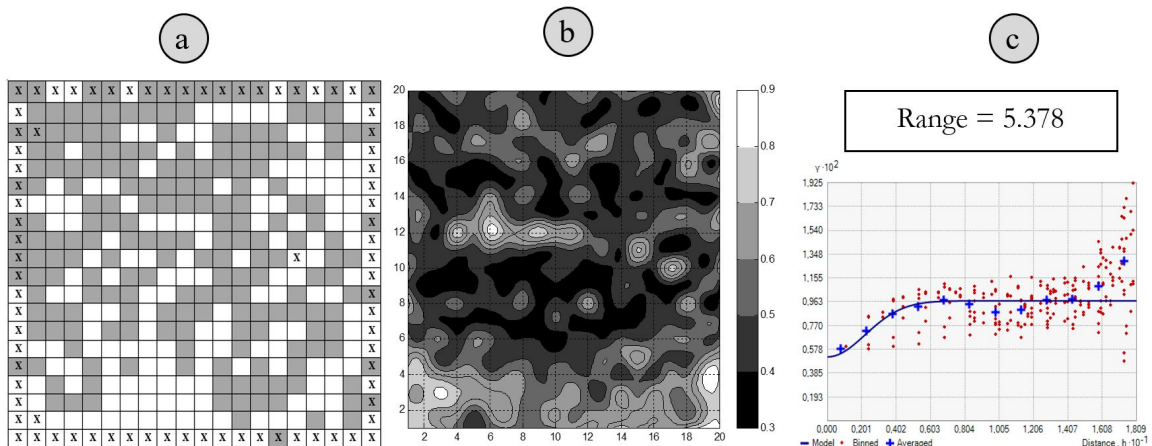 a
b
c
X X X X X X X X X X X X X X X X X X X X
X X
X X X
X X
X X
X X
X X
X X
X X
X X X
X X
X X
X X
X X
X X
X X
X X
X X
X X X
X X X X X X X X X X X X X X X X X X X X
20
18
16
14
12
10
8
6
4
2
2 4 6 8 10 12 14 16 18 20
0.9
0.8
0.7
0.6
0.5
0.4
0.3
Range = 5.378
γ·10²
1,925
1,733
1,540
1,348
1,155
0,963
0,770
0,578
0,385
0,193
0,000 0,201 0,402 0,603 0,804 1,005 1,206 1,407 1,608 1,809
Model Binned Averaged Distance , h·10⁻¹